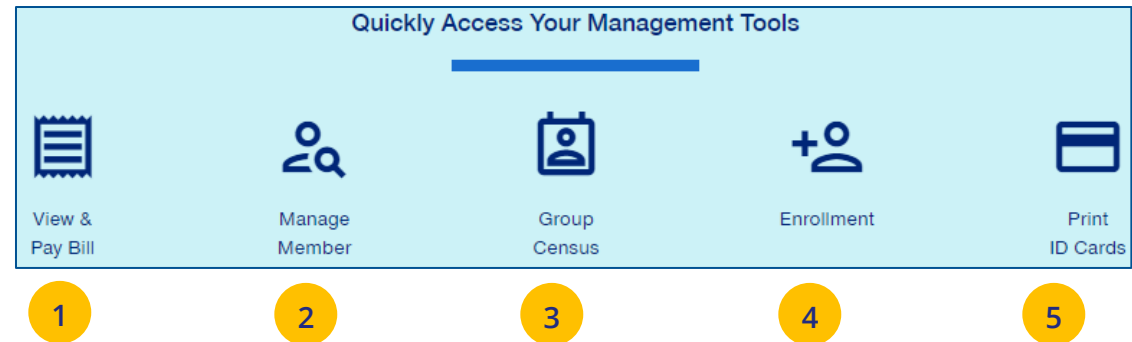 Quickly Access Your Management Tools
View &
Pay Bill
Manage
Member
Group
Census
Enrollment
Print
ID Cards
1
2
3
4
5